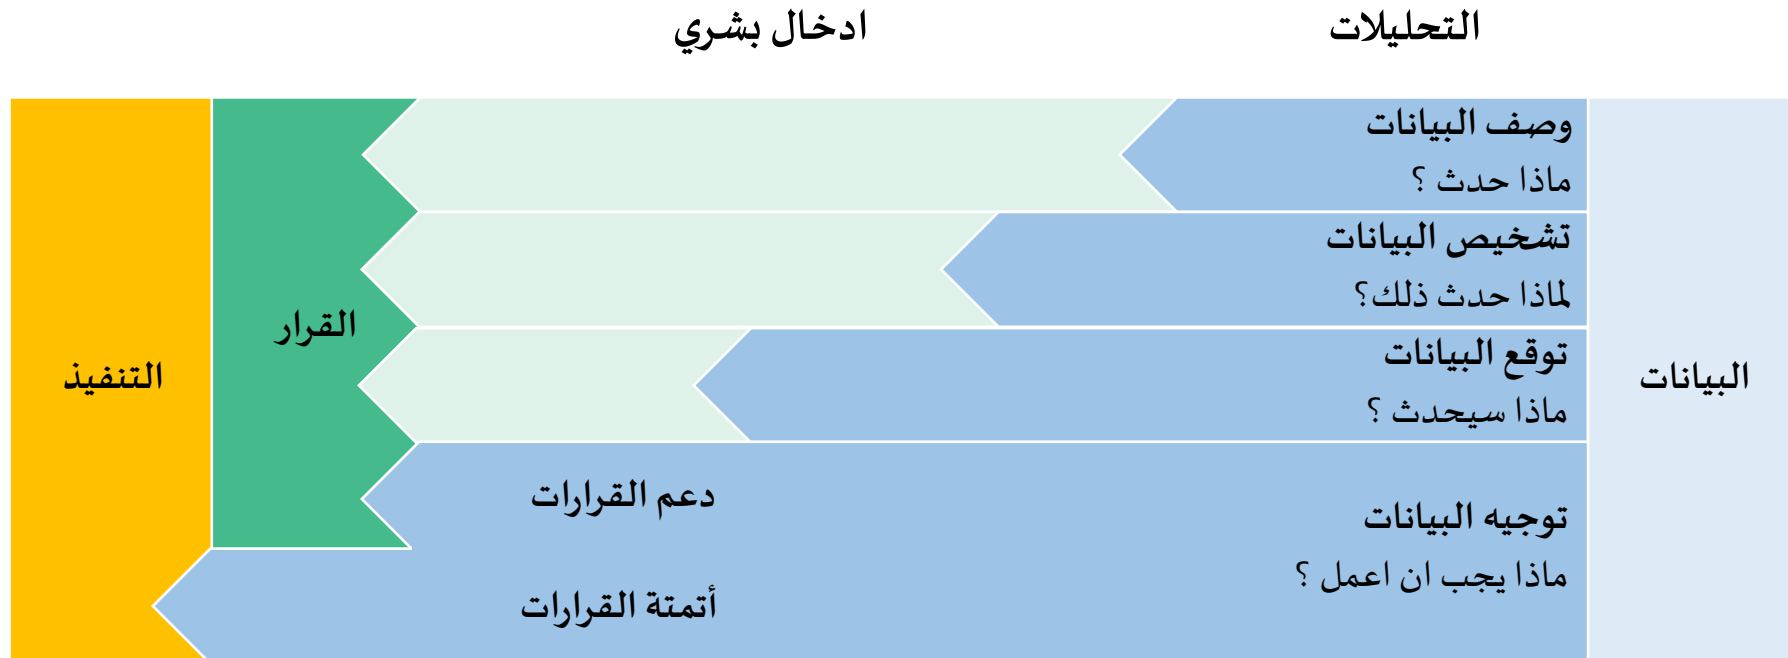 التحليلات
ادخال بشري
البيانات
وصف البيانات
ماذا حدث ؟
تشخيص البيانات
لماذا حدث ذلك؟
توقع البيانات
ماذا سيحدث ؟
توجيه البيانات
ماذا يجب ان اعمل ؟
دعم القرارات
أتمتة القرارات
القرار
التنفيذ